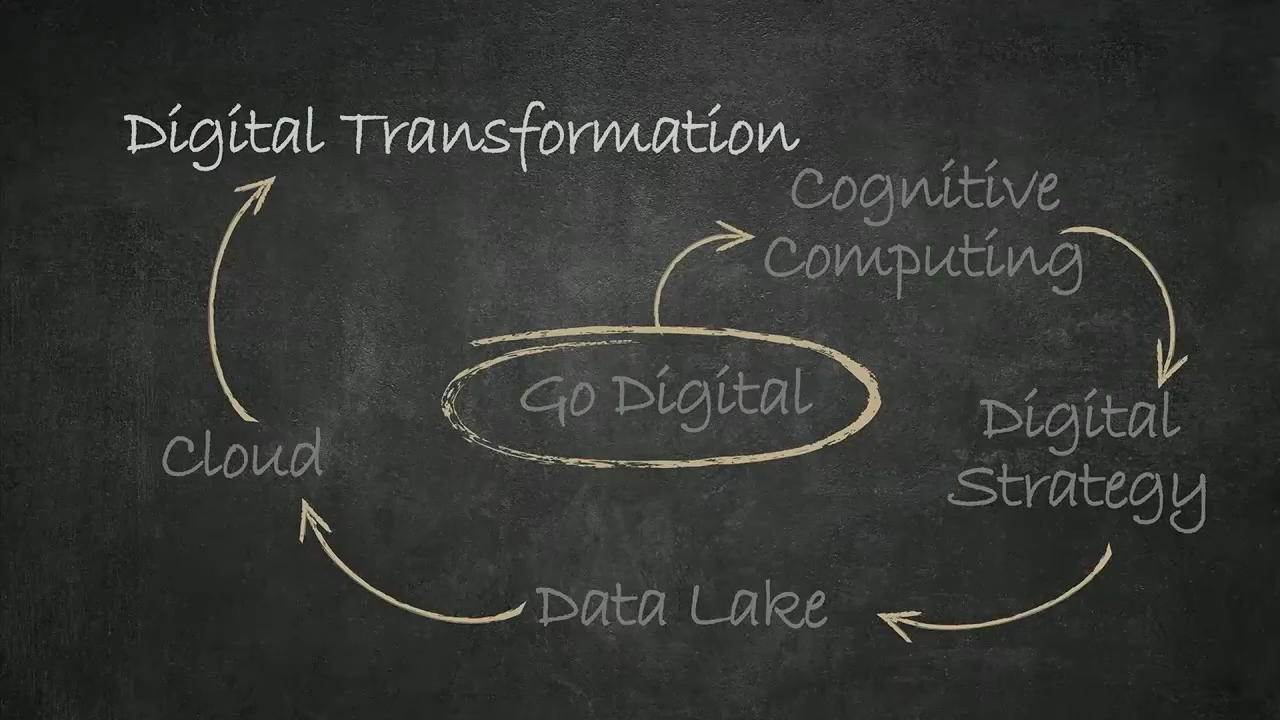 Digital Transformation
Cognitive
Computing
Go Digital
Digital
Strategy
Cloud
Data Lake